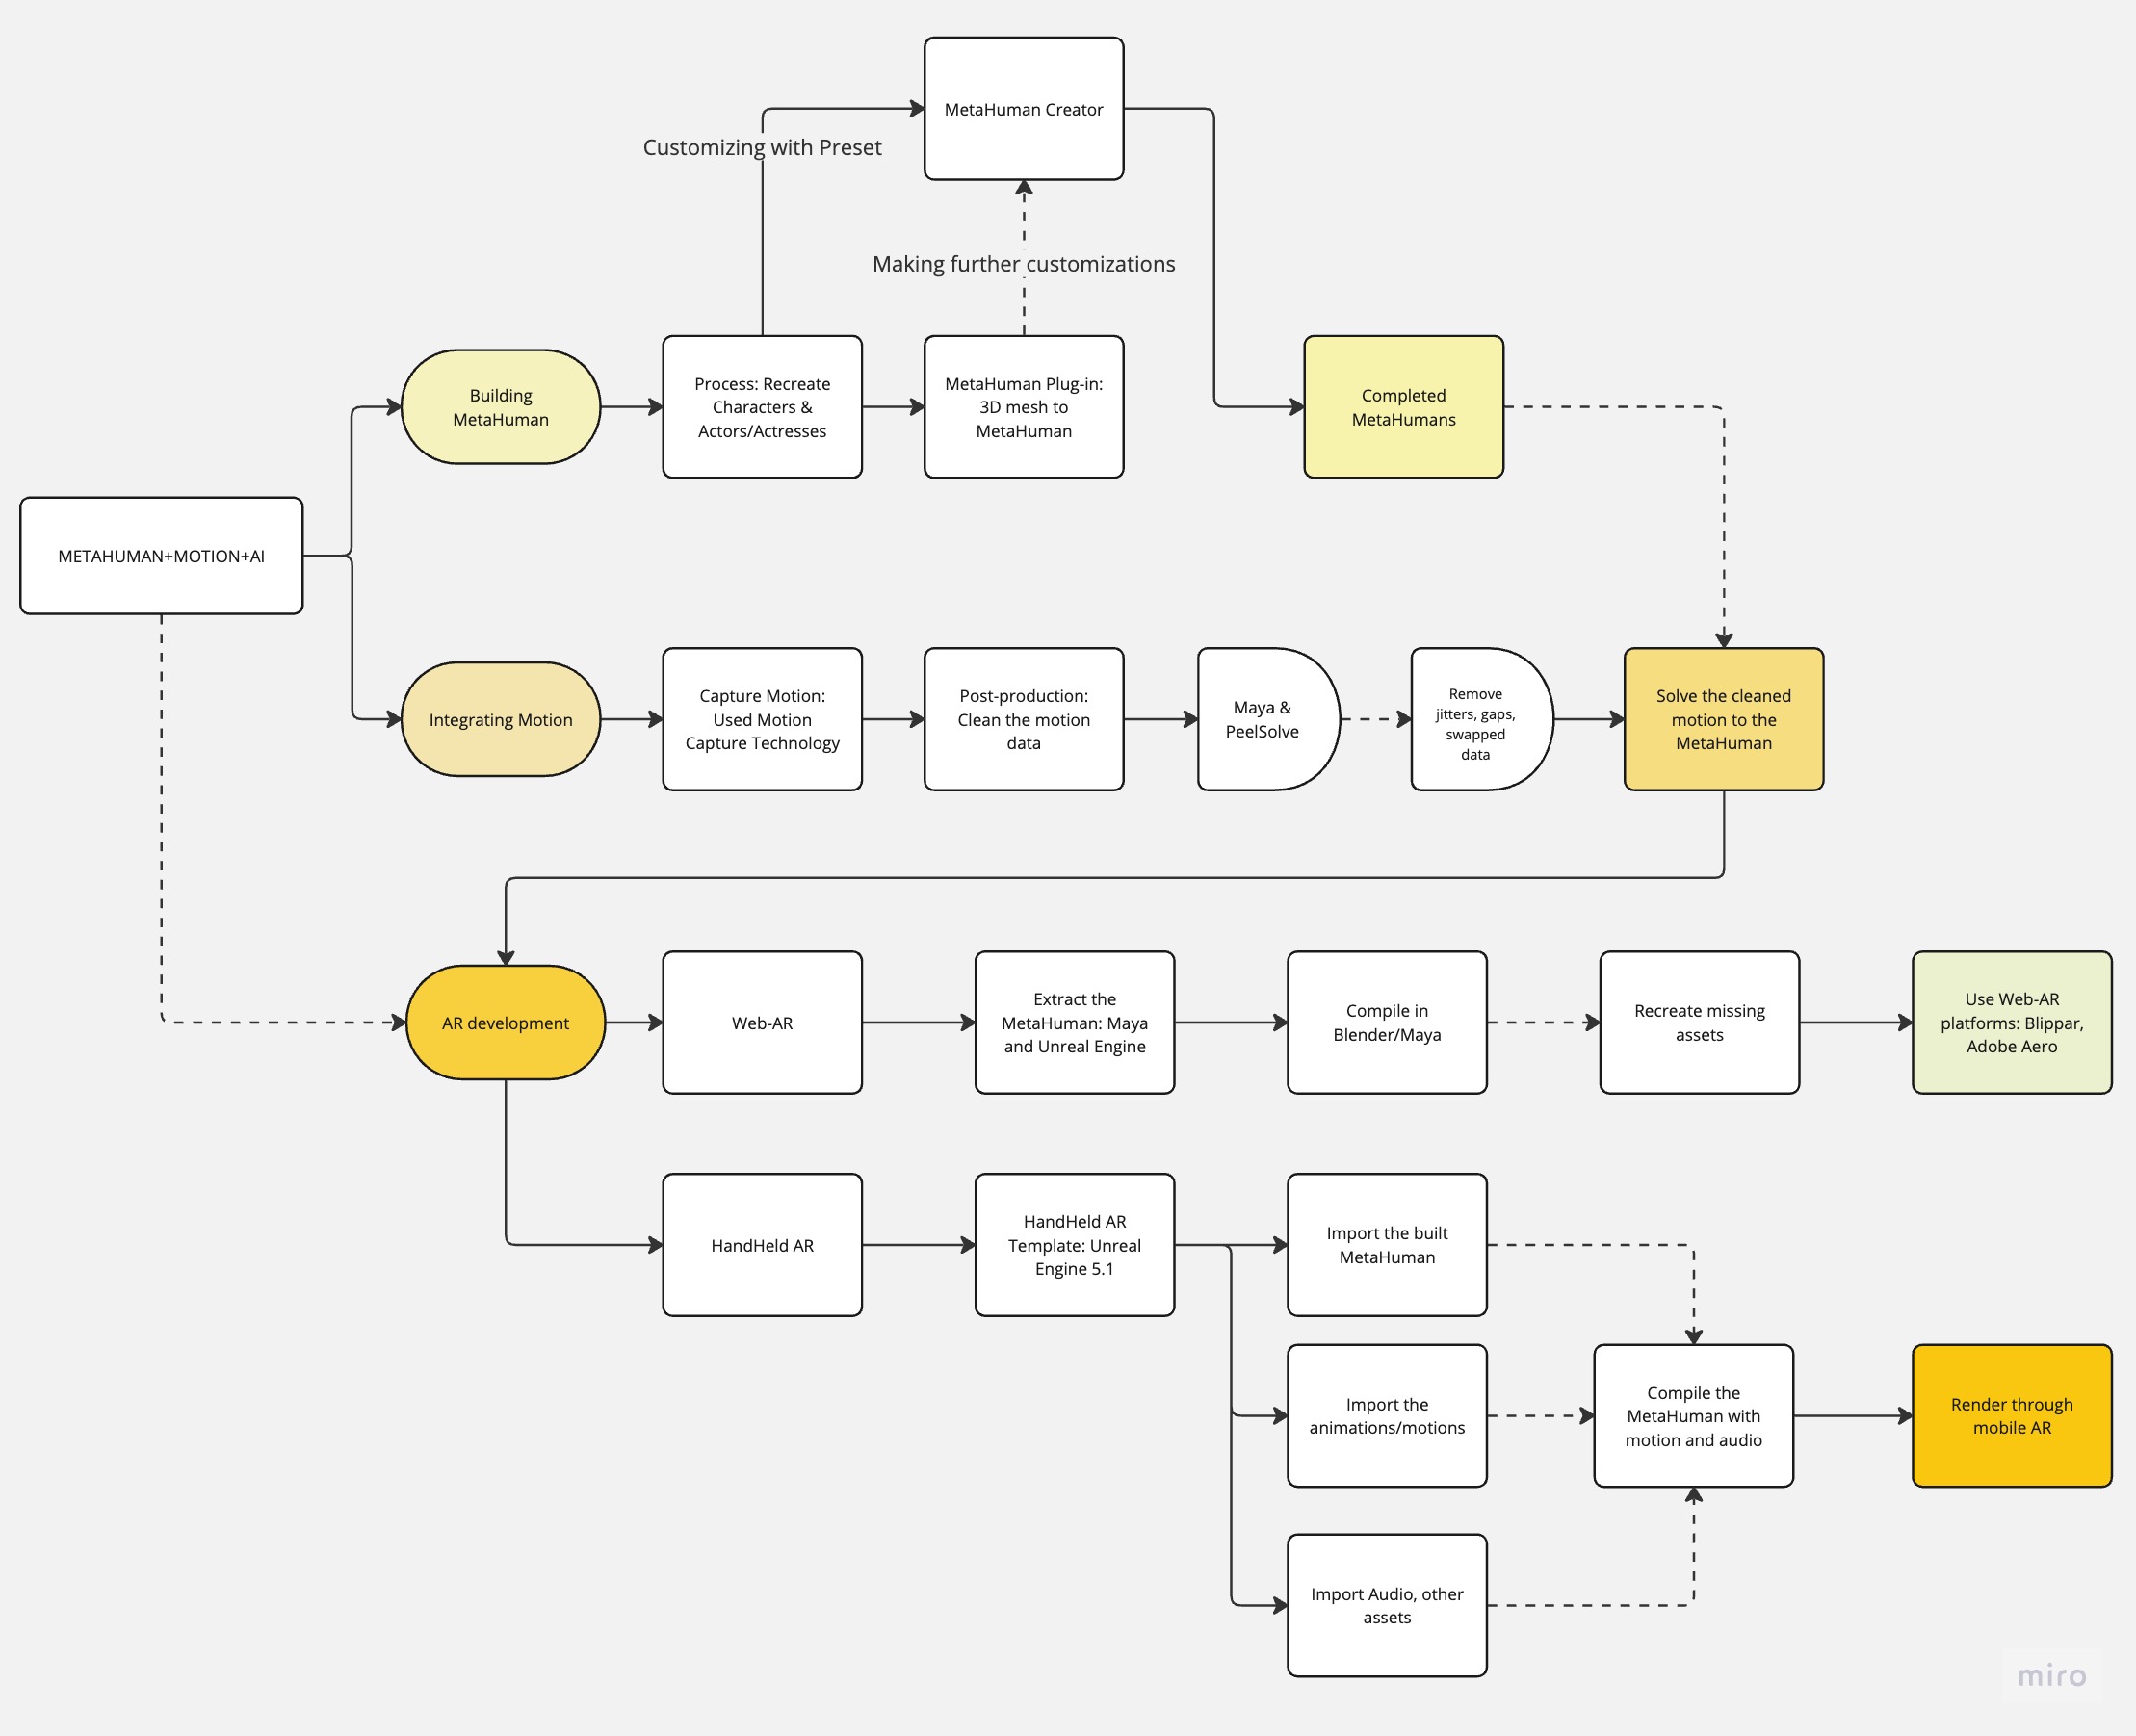 MetaHuman Creator
Customizing with Preset
Making further customizations
Building
MetaHuman
Process: Recreate
Characters &
Actors/Actresses
MetaHuman Plug-in:
3D mesh to
MetaHuman
Completed
MetaHumans
METAHUMAN+MOTION+AI
Integrating Motion
Capture Motion:
Used Motion
Capture Technology
Post-production:
Clean the motion
data
Maya &
PeelSolve
Remove
jitters, gaps,
swapped
data
Solve the cleaned
motion to the
MetaHuman
AR development
Web-AR
Extract the
MetaHuman: Maya
and Unreal Engine
Compile in
Blender/Maya
Recreate missing
assets
Use Web-AR
platforms: Blippar,
Adobe Aero
HandHeld AR
HandHeld AR
Template: Unreal
Engine 5.1
Import the built
MetaHuman
Import the
animations/motions
Compile the
MetaHuman with
motion and audio
Render through
mobile AR
Import Audio, other
assets
miro